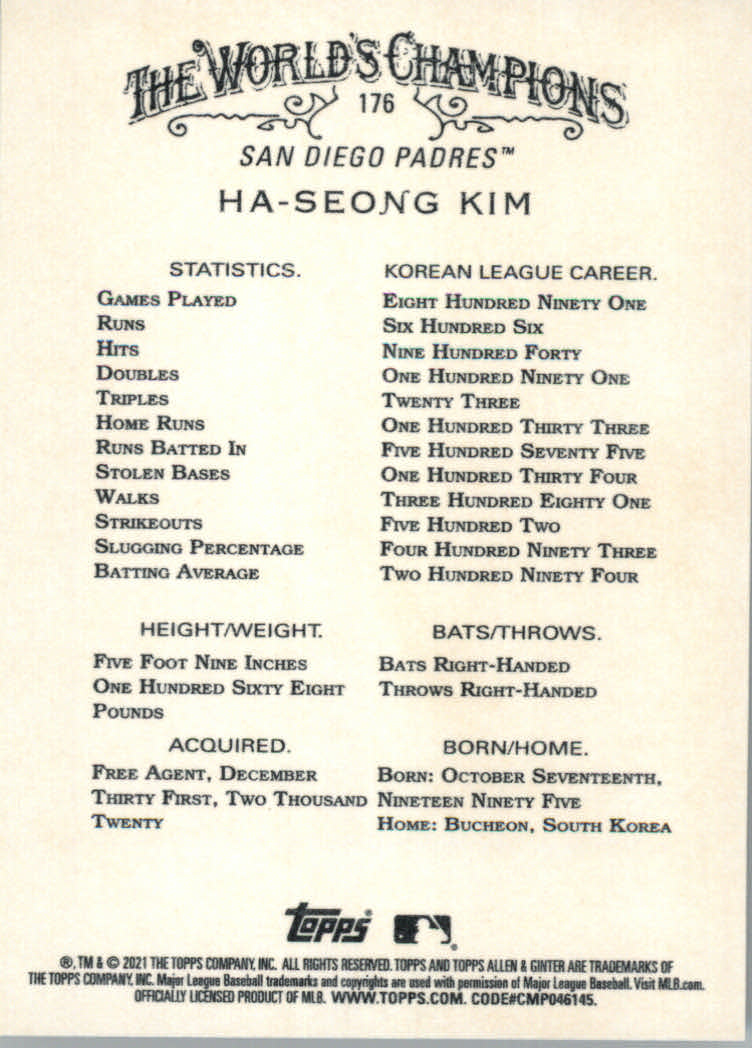 THE WORLD'S CHAMPIONS
176
SAN DIEGO PADRES™
HA-SEONG KIM
STATISTICS.
GAMES PLAYED
RUNS
HITS
DOUBLES
TRIPLES
HOME RUNS
RUNS BATTED IN
STOLEN BASES
WALKS
STRIKEOUTS
SLUGGING PERCENTAGE
BATTING AVERAGE
KOREAN LEAGUE CAREER.
EIGHT HUNDRED NINETY ONE
SIX HUNDRED SIX
NINE HUNDRED FORTY
ONE HUNDRED NINETY ONE
TWENTY THREE
ONE HUNDRED THIRTY THREE
FIVE HUNDRED SEVENTY FIVE
ONE HUNDRED THIRTY FOUR
THREE HUNDRED EIGHTY ONE
FIVE HUNDRED TWO
FOUR HUNDRED NINETY THREE
TWO HUNDRED NINETY FOUR
HEIGHT/WEIGHT.
FIVE FOOT NINE INCHES
ONE HUNDRED SIXTY EIGHT
POUNDS
BATS/THROWS.
BATS RIGHT-HANDED
THROWS RIGHT-HANDED
ACQUIRED.
FREE AGENT, DECEMBER
THIRTY FIRST, TWO THOUSAND
TWENTY
BORN/HOME.
BORN: OCTOBER SEVENTEENTH,
NINETEEN NINETY FIVE
HOME: BUCHEON, SOUTH KOREA
topps®
®, TM & © 2021 THE TOPPS COMPANY, INC. ALL RIGHTS RESERVED. TOPPS AND TOPPS ALLEN & GINTER ARE TRADEMARKS OF
THE TOPPS COMPANY, INC. Major League Baseball trademarks and copyrights are used with permission of Major League Baseball. Visit MLB.com.
OFFICIALLY LICENSED PRODUCT OF MLB. WWW.TOPPS.COM. CODE#CMP046145.